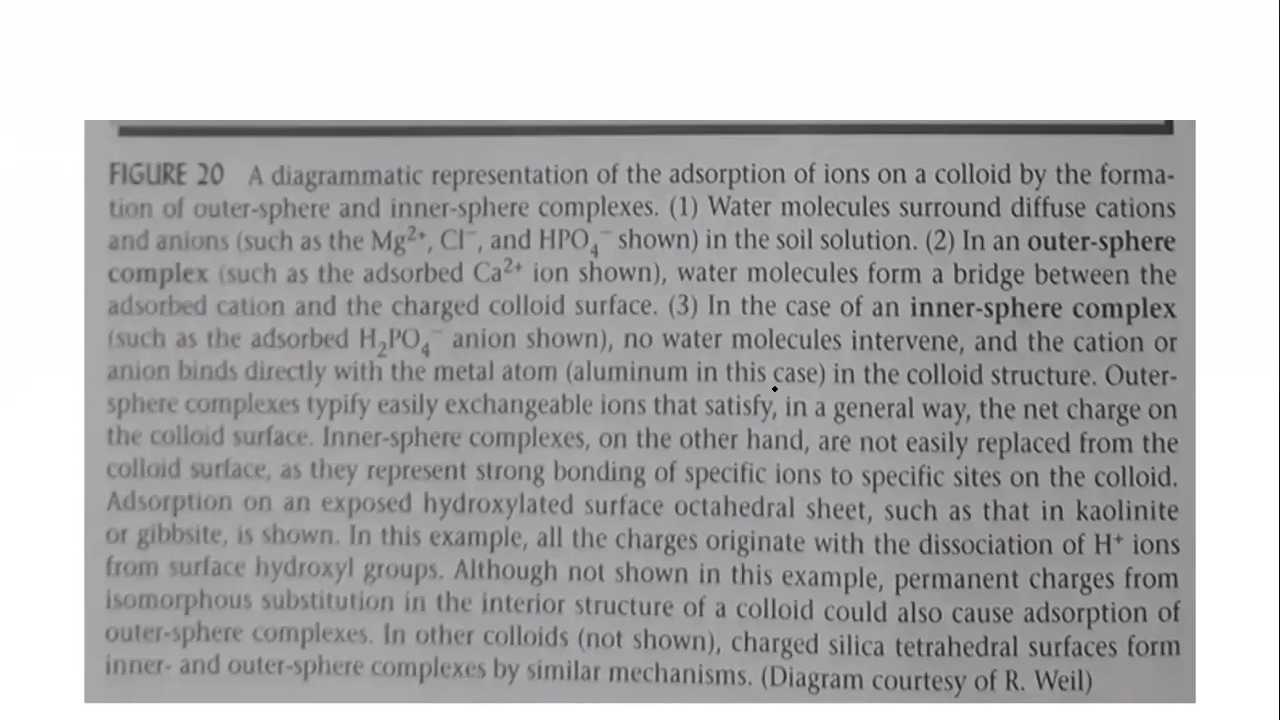 FIGURE 20 A diagrammatic representation of the adsorption of ions on a colloid by the forma-
tion of outer-sphere and inner-sphere complexes. (1) Water molecules surround diffuse cations
and anions (such as the Mg²⁺, Cl⁻, and HPO₄⁻ shown) in the soil solution. (2) In an outer-sphere
complex (such as the adsorbed Ca²⁺ ion shown), water molecules form a bridge between the
adsorbed cation and the charged colloid surface. (3) In the case of an inner-sphere complex
(such as the adsorbed H₂PO₄⁻ anion shown), no water molecules intervene, and the cation or
anion binds directly with the metal atom (aluminum in this case) in the colloid structure. Outer-
sphere complexes typify easily exchangeable ions that satisfy, in a general way, the net charge on
the colloid surface. Inner-sphere complexes, on the other hand, are not easily replaced from the
colloid surface, as they represent strong bonding of specific ions to specific sites on the colloid.
Adsorption on an exposed hydroxylated surface octahedral sheet, such as that in kaolinite
or gibbsite, is shown. In this example, all the charges originate with the dissociation of H⁺ ions
from surface hydroxyl groups. Although not shown in this example, permanent charges from
isomorphous substitution in the interior structure of a colloid could also cause adsorption of
outer-sphere complexes. In other colloids (not shown), charged silica tetrahedral surfaces form
inner- and outer-sphere complexes by similar mechanisms. (Diagram courtesy of R. Weil)